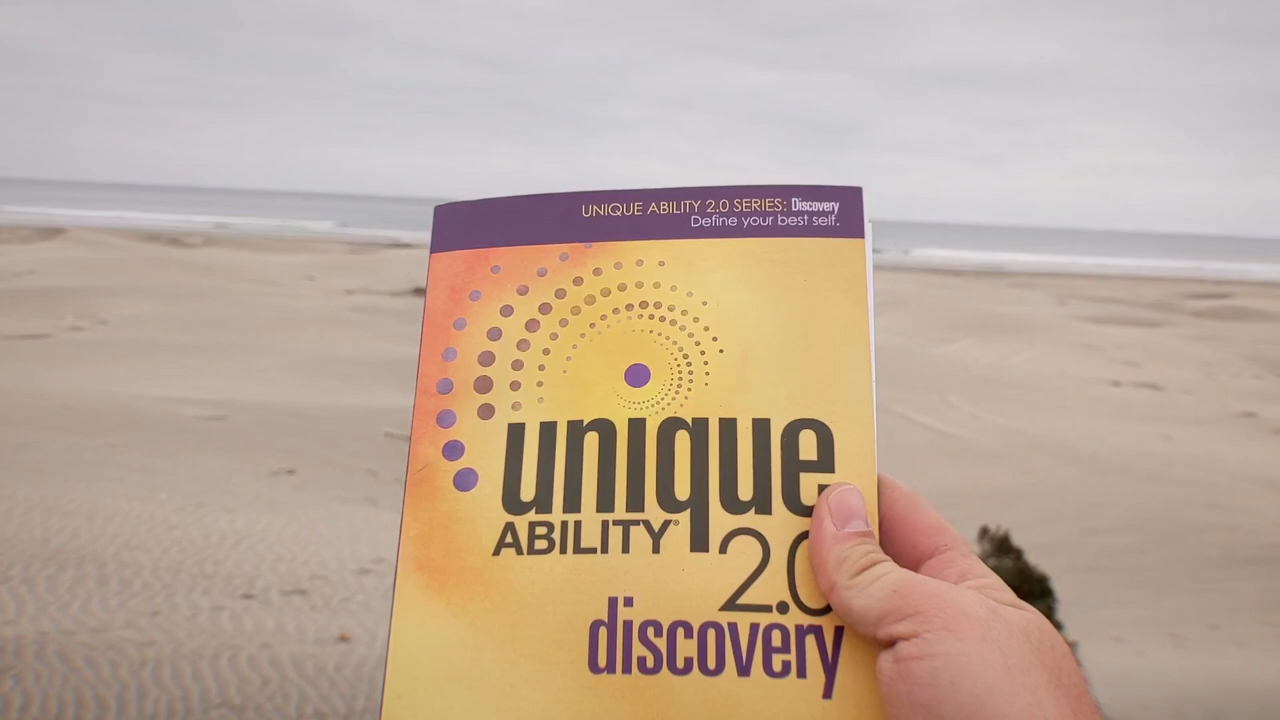 UNIQUE ABILITY 2.0 SERIES: Discovery
Define your best self.
unique
ABILITY®
2.0
discovery